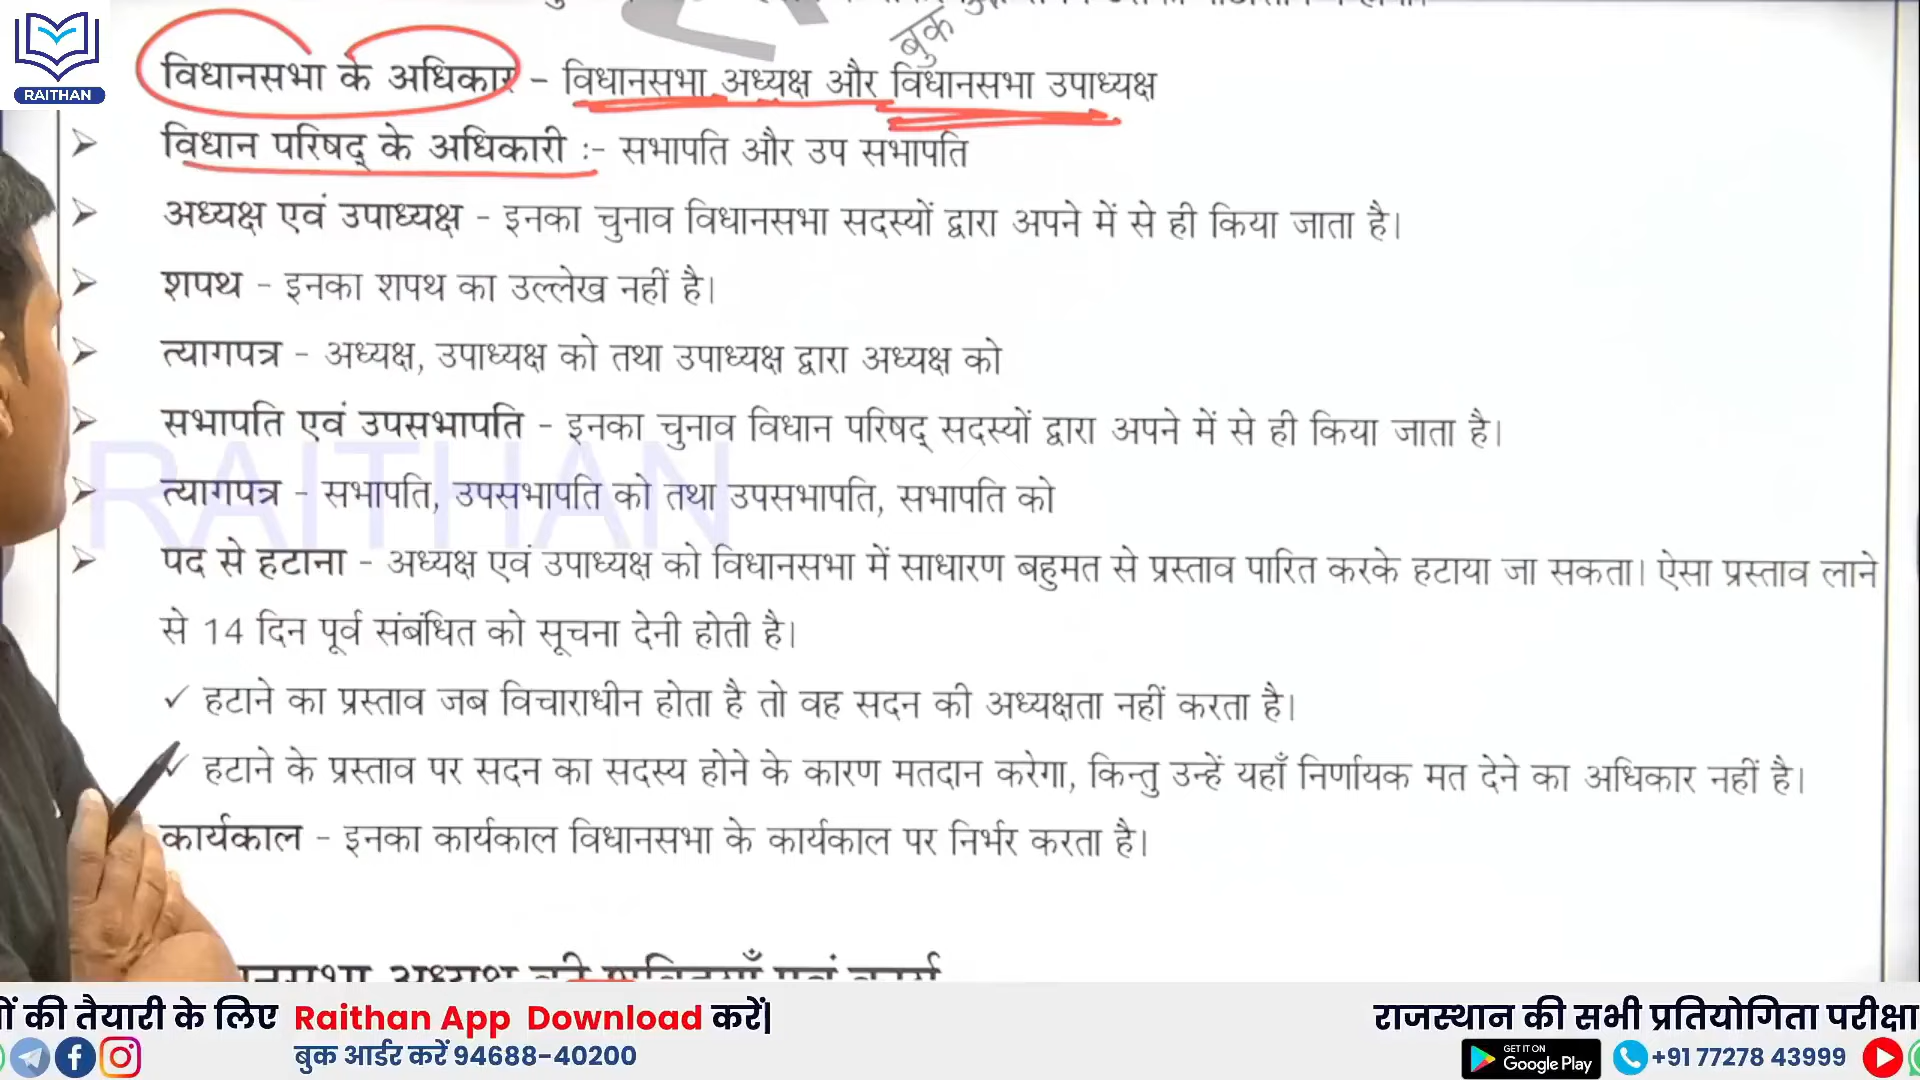 RAITHAN
बुक
विधानसभा के अधिकार – विधानसभा अध्यक्ष और विधानसभा उपाध्यक्ष
विधान परिषद् के अधिकारी :- सभापति और उप सभापति
अध्यक्ष एवं उपाध्यक्ष – इनका चुनाव विधानसभा सदस्यों द्वारा अपने में से ही किया जाता है।
शपथ – इनका शपथ का उल्लेख नहीं है।
त्यागपत्र – अध्यक्ष, उपाध्यक्ष को तथा उपाध्यक्ष द्वारा अध्यक्ष को
सभापति एवं उपसभापति – इनका चुनाव विधान परिषद् सदस्यों द्वारा अपने में से ही किया जाता है।
RAITHAN
त्यागपत्र – सभापति, उपसभापति को तथा उपसभापति, सभापति को
पद से हटाना – अध्यक्ष एवं उपाध्यक्ष को विधानसभा में साधारण बहुमत से प्रस्ताव पारित करके हटाया जा सकता। ऐसा प्रस्ताव लाने
से 14 दिन पूर्व संबंधित को सूचना देनी होती है।
✓ हटाने का प्रस्ताव जब विचाराधीन होता है तो वह सदन की अध्यक्षता नहीं करता है।
✓ हटाने के प्रस्ताव पर सदन का सदस्य होने के कारण मतदान करेगा, किन्तु उन्हें यहाँ निर्णायक मत देने का अधिकार नहीं है।
कार्यकाल – इनका कार्यकाल विधानसभा के कार्यकाल पर निर्भर करता है।
की तैयारी के लिए Raithan App Download करें|
राजस्थान की सभी प्रतियोगिता परीक्षा
बुक आर्डर करें 94688-40200
GET IT ON Google Play
+91 77278 43999